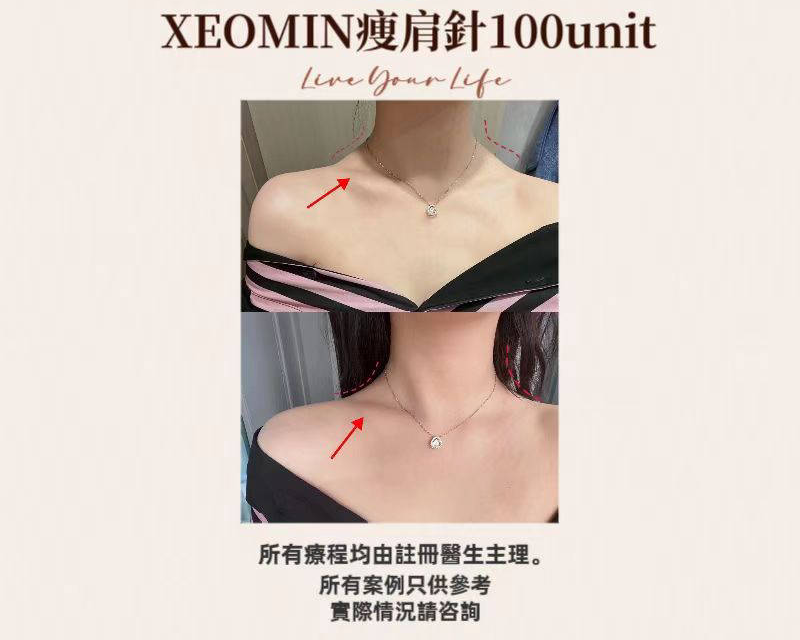 XEOMIN瘦肩針100unit
Live Your Life
所有療程均由註冊醫生主理。
所有案例只供參考
實際情況請咨詢